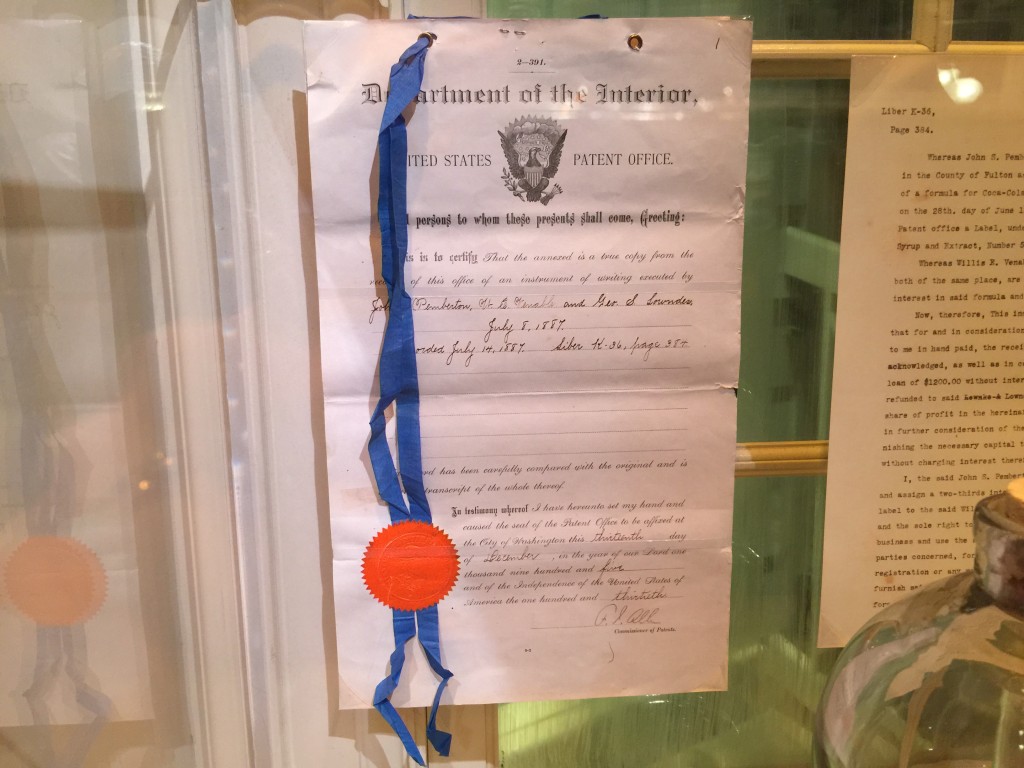 2—391.
Department of the Interior,
ITED STATES PATENT OFFICE.
persons to whom these presents shall come, Greeting:
is is to certify That the annexed is a true copy from the
of this office of an instrument of writing executed by
Pemberton, W. E. Venable and Geo. S. Lowndes
July 8, 1887.
orded July 14, 1887. Liber K-36, page 384
ord has been carefully compared with the original and is
transcript of the whole thereof.
In testimony whereof I have hereunto set my hand and
caused the seal of the Patent Office to be affixed at
the City of Washington this thirteenth day
of December, in the year of our Lord one
thousand nine hundred and five
and of the Independence of the United States of
America the one hundred and thirtieth
Commissioner of Patents.
Liber K-36,
Page 384.
Whereas John S. Pemb
in the County of Fulton a
of a formula for Coca-Col
on the 28th, day of June 1
Patent office a Label, und
Syrup and Extract, Number 5
Whereas Willis E. Vena
both of the same place, are
interest in said formula and
Now, therefore, This in
that for and in consideration
to me in hand paid, the recei
acknowledged, as well as in c
loan of $1200.00 without inter
refunded to said Lown
share of profit in the hereina
in further consideration of the
nishing the necessary capital t
without charging interest there
I, the said John S. Pembert
and assign a two-thirds int
label to the said Wil
and the sole right to
business and use the
parties concerned, fo
registration or any
furnish
for